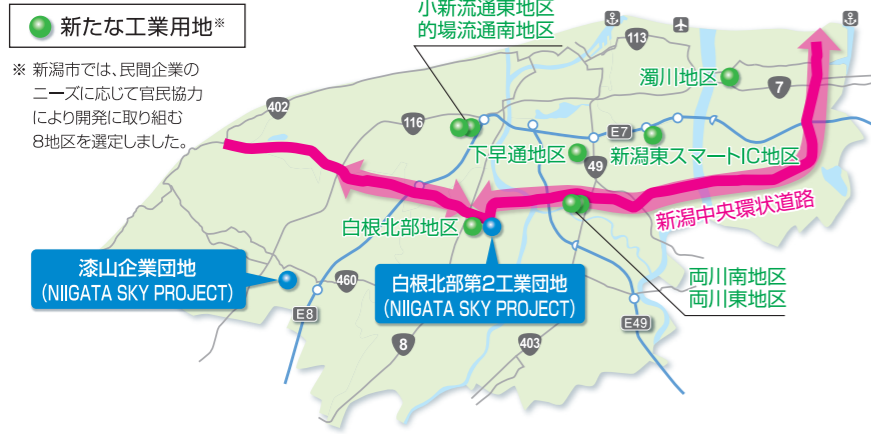 新たな工業用地※
※ 新潟市では、民間企業の
ニーズに応じて官民協力
により開発に取り組む
8地区を選定しました。
小新流通東地区
的場流通南地区
113
濁川地区
7
402
116
E7
下早通地区
49
新潟東スマートIC地区
新潟中央環状道路
白根北部地区
漆山企業団地
(NIIGATA SKY PROJECT)
白根北部第2工業団地
(NIIGATA SKY PROJECT)
両川南地区
両川東地区
460
E8
8
403
E49